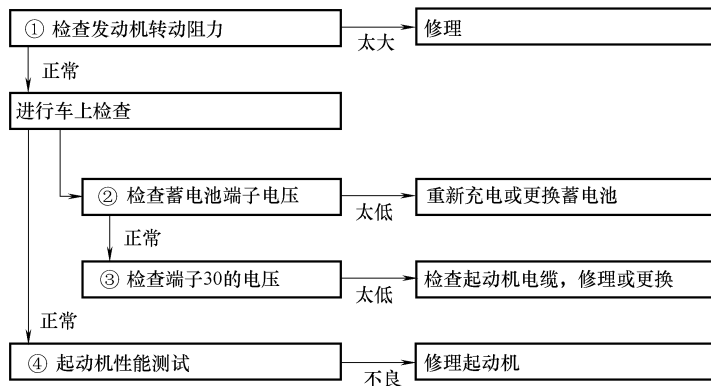 ① 检查发动机转动阻力
太大
修理
正常
进行车上检查
② 检查蓄电池端子电压
太低
重新充电或更换蓄电池
正常
③ 检查端子30的电压
太低
检查起动机电缆，修理或更换
正常
④ 起动机性能测试
不良
修理起动机